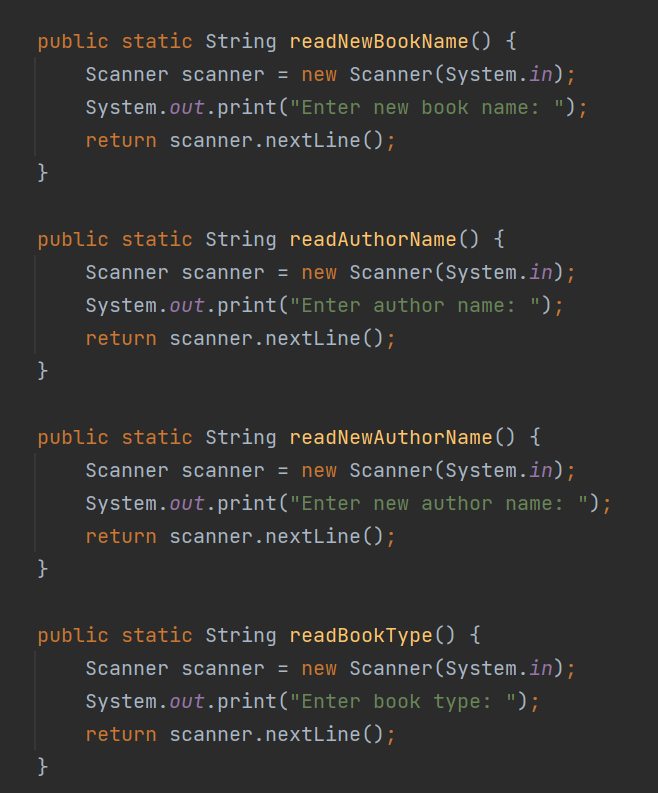 public static String readNewBookName() {
    Scanner scanner = new Scanner(System.in);
    System.out.print("Enter new book name: ");
    return scanner.nextLine();
}

public static String readAuthorName() {
    Scanner scanner = new Scanner(System.in);
    System.out.print("Enter author name: ");
    return scanner.nextLine();
}

public static String readNewAuthorName() {
    Scanner scanner = new Scanner(System.in);
    System.out.print("Enter new author name: ");
    return scanner.nextLine();
}

public static String readBookType() {
    Scanner scanner = new Scanner(System.in);
    System.out.print("Enter book type: ");
    return scanner.nextLine();
}